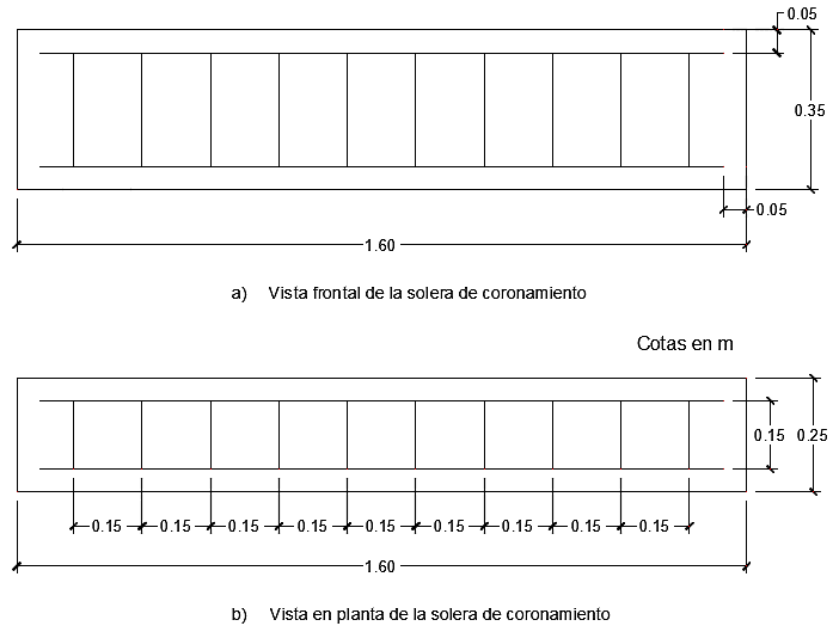 0.05
0.35
0.05
1.60
a) Vista frontal de la solera de coronamiento
Cotas en m
0.15 0.25
0.15 0.15 0.15 0.15 0.15 0.15 0.15 0.15 0.15
1.60
b) Vista en planta de la solera de coronamiento